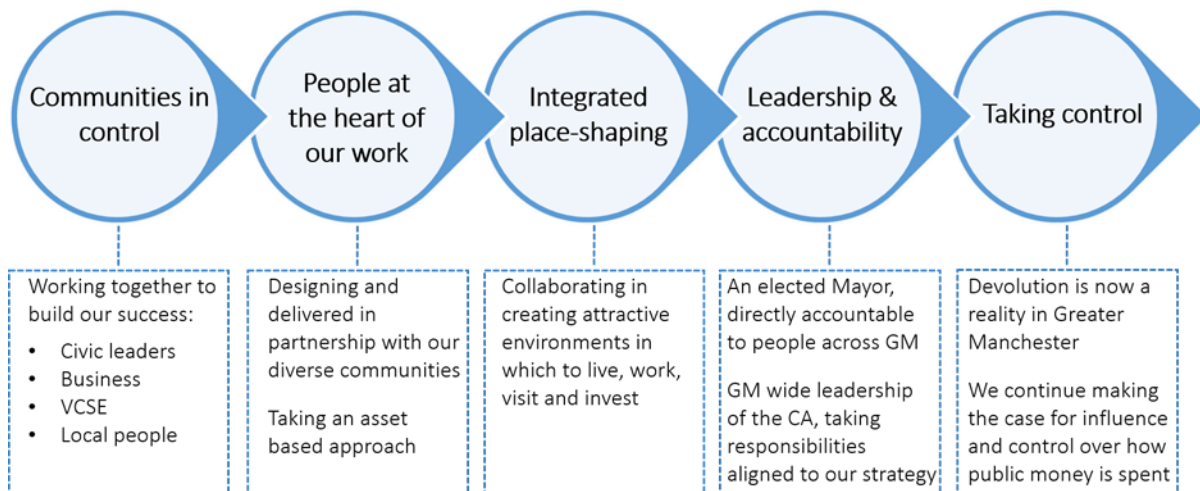 Communities in
control
People at
the heart of
our work
Integrated
place-shaping
Leadership &
accountability
Taking control
Working together to
build our success:
• Civic leaders
• Business
• VCSE
• Local people
Designing and
delivered in
partnership with our
diverse communities
Taking an asset
based approach
Collaborating in
creating attractive
environments in
which to live, work,
visit and invest
An elected Mayor,
directly accountable
to people across GM
GM wide leadership
of the CA, taking
responsibilities
aligned to our strategy
Devolution is now a
reality in Greater
Manchester
We continue making
the case for influence
and control over how
public money is spent